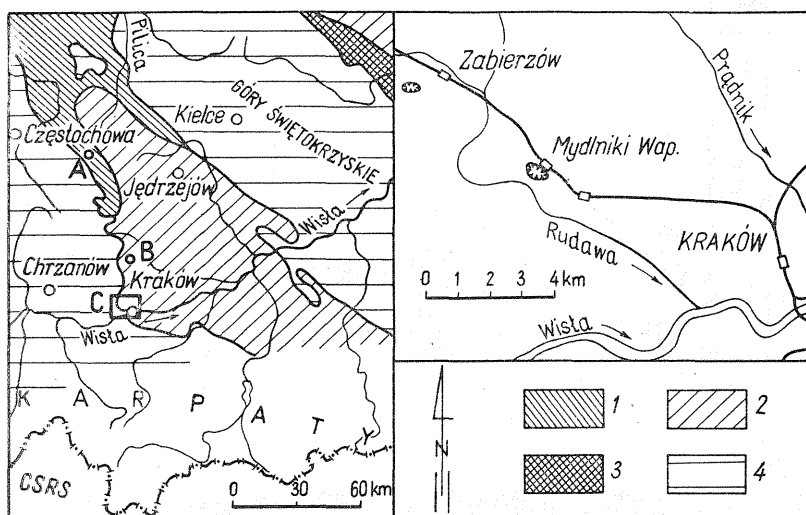 Pilica
GÓRY ŚWIĘTOKRZYSKIE
Kielce
Częstochowa
A
Jędrzejów
Wisła
B
Chrzanów
Kraków
C
Wisła
K A R P A T Y
CSRS
0 30 60 km
Zabierzów
Prądnik
Mydlniki Wap.
Rudawa
KRAKÓW
0 1 2 3 4 km
Wisła
N
1
2
3
4